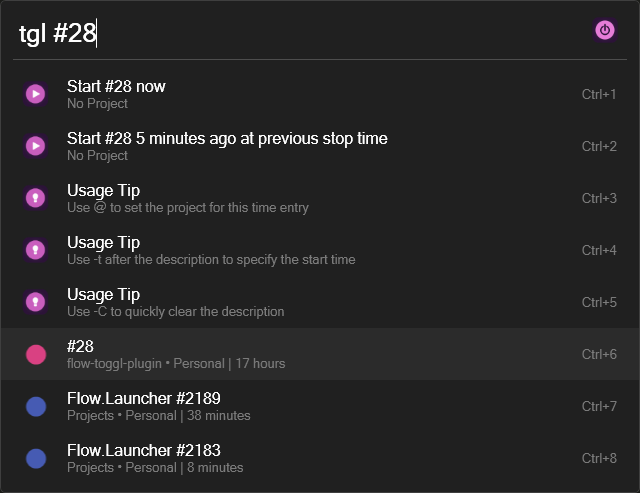 tgl #28
Start #28 now
No Project
Ctrl+1
Start #28 5 minutes ago at previous stop time
No Project
Ctrl+2
Usage Tip
Use @ to set the project for this time entry
Ctrl+3
Usage Tip
Use -t after the description to specify the start time
Ctrl+4
Usage Tip
Use -C to quickly clear the description
Ctrl+5
#28
flow-toggl-plugin • Personal | 17 hours
Ctrl+6
Flow.Launcher #2189
Projects • Personal | 38 minutes
Ctrl+7
Flow.Launcher #2183
Projects • Personal | 8 minutes
Ctrl+8